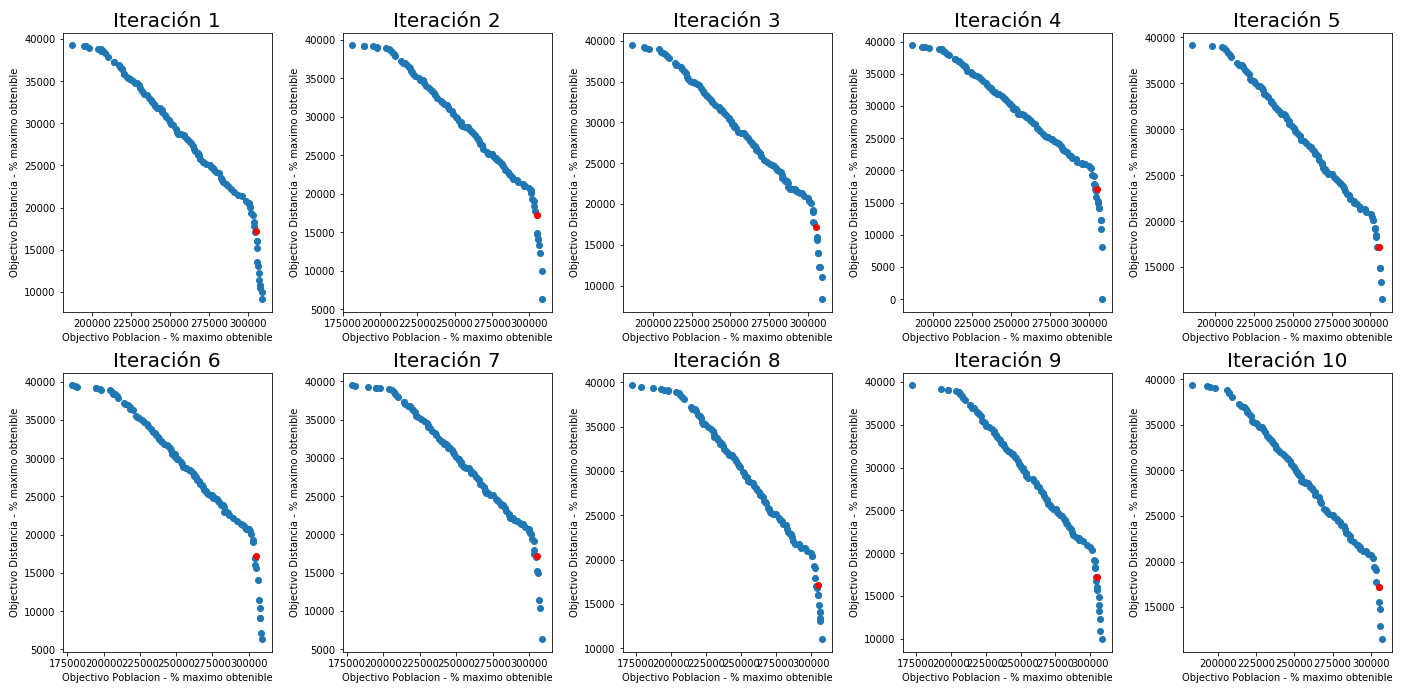 Iteración 1
Iteración 2
Iteración 3
Iteración 4
Iteración 5
Objectivo Distancia - % maximo obtenible
40000
35000
30000
25000
20000
15000
10000
200000 225000 250000 275000 300000
Objectivo Poblacion - % maximo obtenible
Objectivo Distancia - % maximo obtenible
40000
35000
30000
25000
20000
15000
10000
5000
175000 200000 225000 250000 275000 300000
Objectivo Poblacion - % maximo obtenible
Objectivo Distancia - % maximo obtenible
40000
35000
30000
25000
20000
15000
10000
200000 225000 250000 275000 300000
Objectivo Poblacion - % maximo obtenible
Objectivo Distancia - % maximo obtenible
40000
35000
30000
25000
20000
15000
10000
5000
0
200000 225000 250000 275000 300000
Objectivo Poblacion - % maximo obtenible
Objectivo Distancia - % maximo obtenible
40000
35000
30000
25000
20000
15000
200000 225000 250000 275000 300000
Objectivo Poblacion - % maximo obtenible
Iteración 6
Iteración 7
Iteración 8
Iteración 9
Iteración 10
Objectivo Distancia - % maximo obtenible
40000
35000
30000
25000
20000
15000
10000
5000
175000 200000 225000 250000 275000 300000
Objectivo Poblacion - % maximo obtenible
Objectivo Distancia - % maximo obtenible
40000
35000
30000
25000
20000
15000
10000
5000
175000 200000 225000 250000 275000 300000
Objectivo Poblacion - % maximo obtenible
Objectivo Distancia - % maximo obtenible
40000
35000
30000
25000
20000
15000
10000
175000 200000 225000 250000 275000 300000
Objectivo Poblacion - % maximo obtenible
Objectivo Distancia - % maximo obtenible
40000
35000
30000
25000
20000
15000
10000
175000 200000 225000 250000 275000 300000
Objectivo Poblacion - % maximo obtenible
Objectivo Distancia - % maximo obtenible
40000
35000
30000
25000
20000
15000
200000 225000 250000 275000 300000
Objectivo Poblacion - % maximo obtenible